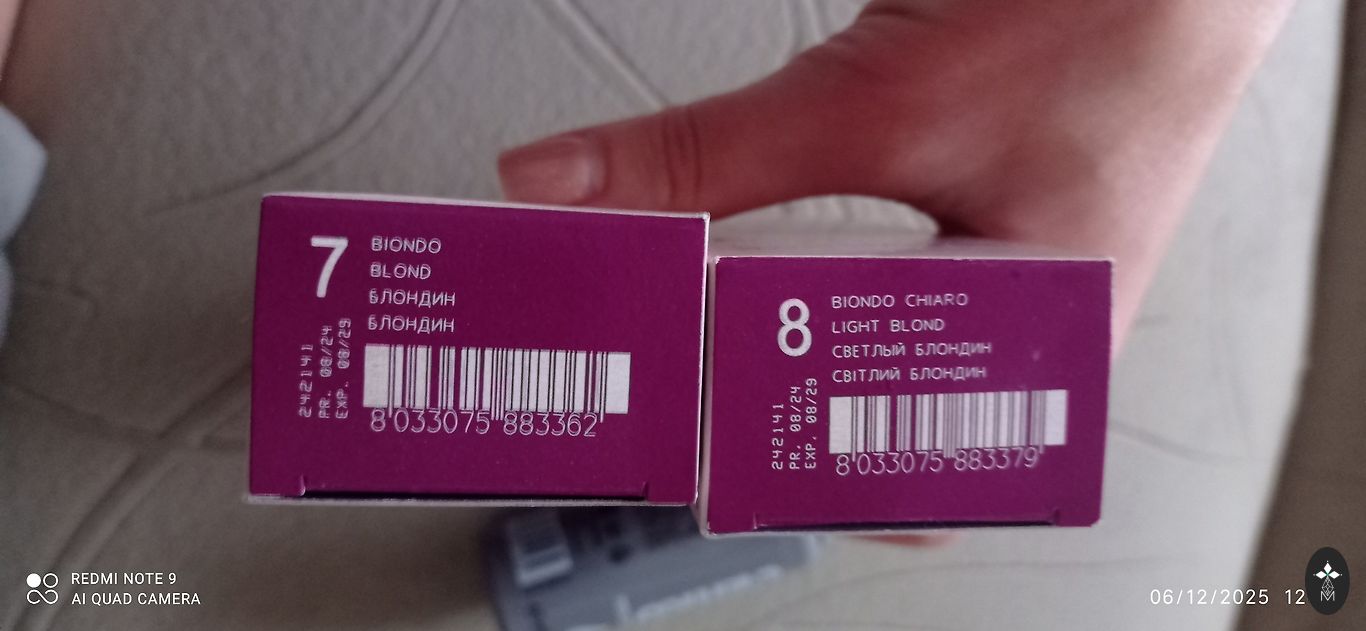 7
BIONDO
BLOND
БЛОНДИН
БЛОНДИН
242141
PR. 08/24
EXP. 08/29
8 033075 883362
8
BIONDO CHIARO
LIGHT BLOND
СВЕТЛЫЙ БЛОНДИН
СВІТЛИЙ БЛОНДИН
242141
PR. 08/24
EXP. 08/29
8 033075 883379
REDMI NOTE 9
AI QUAD CAMERA
06/12/2025 12
M